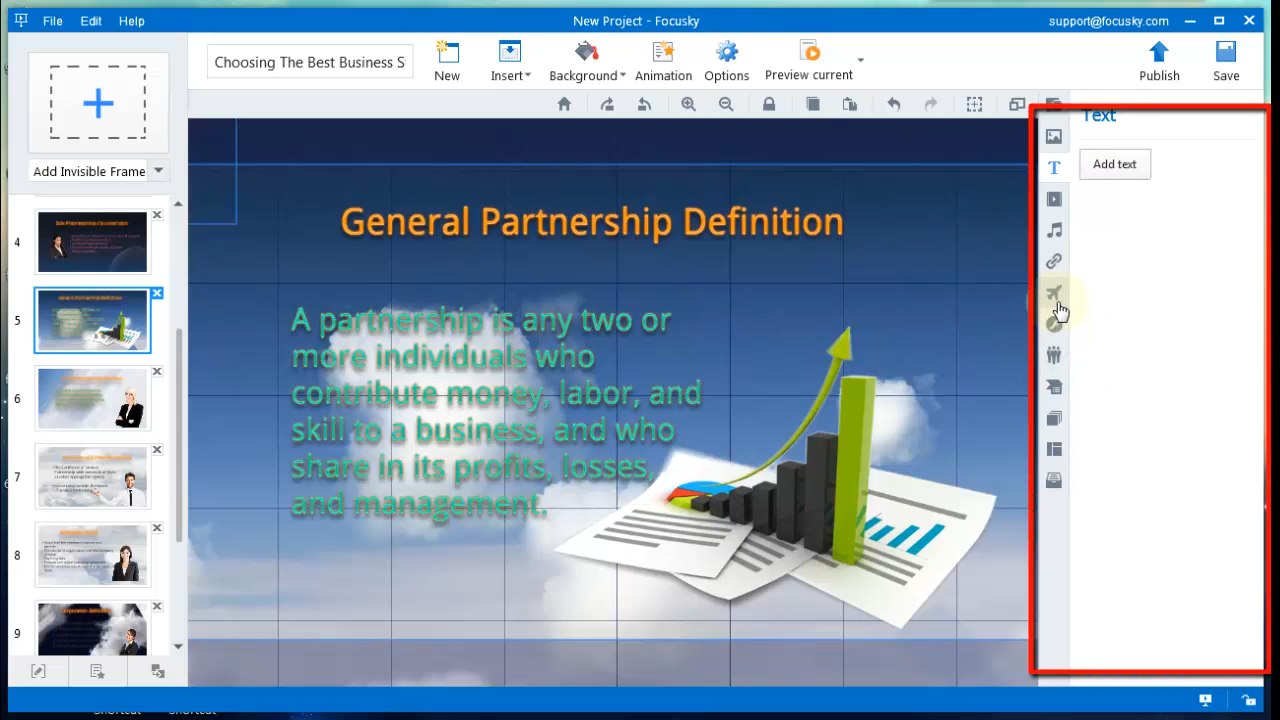 File Edit Help
New Project - Focusky
support@focusky.com
Choosing The Best Business S
New
Insert
Background
Animation
Options
Preview current
Publish
Save
Add Invisible Frame
Text
Add text
4
5
6
7
8
9
General Partnership Definition
A partnership is any two or
more individuals who
contribute money, labor, and
skill to a business, and who
share in its profits, losses,
and management.